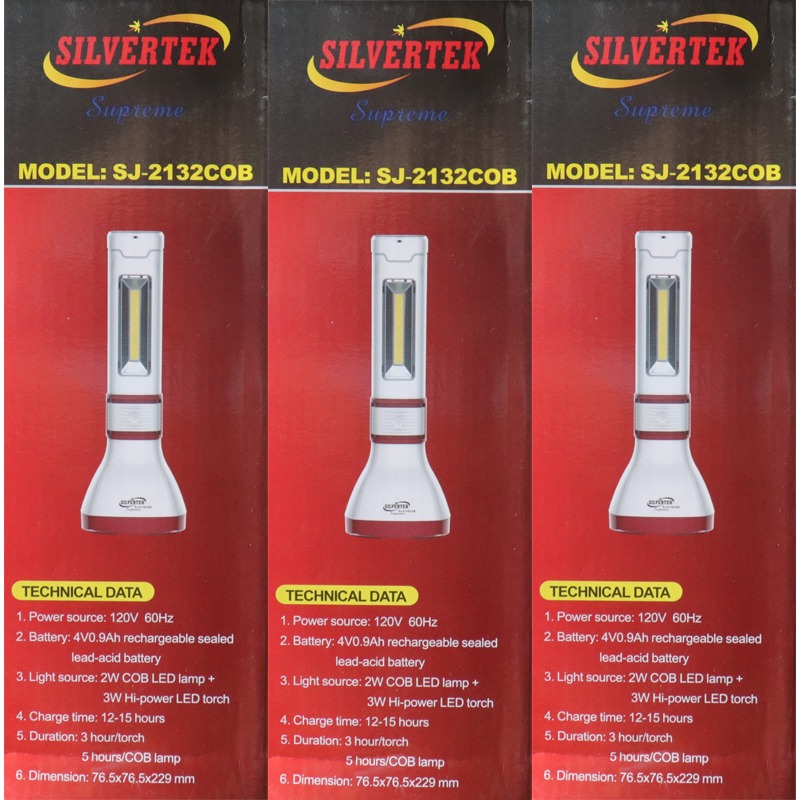 SILVERTEK
Supreme
MODEL: SJ-2132COB
SILVERTEK
Supreme
TECHNICAL DATA
1. Power source: 120V 60Hz
2. Battery: 4V0.9Ah rechargeable sealed
lead-acid battery
3. Light source: 2W COB LED lamp +
3W Hi-power LED torch
4. Charge time: 12-15 hours
5. Duration: 3 hour/torch
5 hours/COB lamp
6. Dimension: 76.5x76.5x229 mm
SILVERTEK
Supreme
MODEL: SJ-2132COB
SILVERTEK
Supreme
TECHNICAL DATA
1. Power source: 120V 60Hz
2. Battery: 4V0.9Ah rechargeable sealed
lead-acid battery
3. Light source: 2W COB LED lamp +
3W Hi-power LED torch
4. Charge time: 12-15 hours
5. Duration: 3 hour/torch
5 hours/COB lamp
6. Dimension: 76.5x76.5x229 mm
SILVERTEK
Supreme
MODEL: SJ-2132COB
SILVERTEK
Supreme
TECHNICAL DATA
1. Power source: 120V 60Hz
2. Battery: 4V0.9Ah rechargeable sealed
lead-acid battery
3. Light source: 2W COB LED lamp +
3W Hi-power LED torch
4. Charge time: 12-15 hours
5. Duration: 3 hour/torch
5 hours/COB lamp
6. Dimension: 76.5x76.5x229 mm